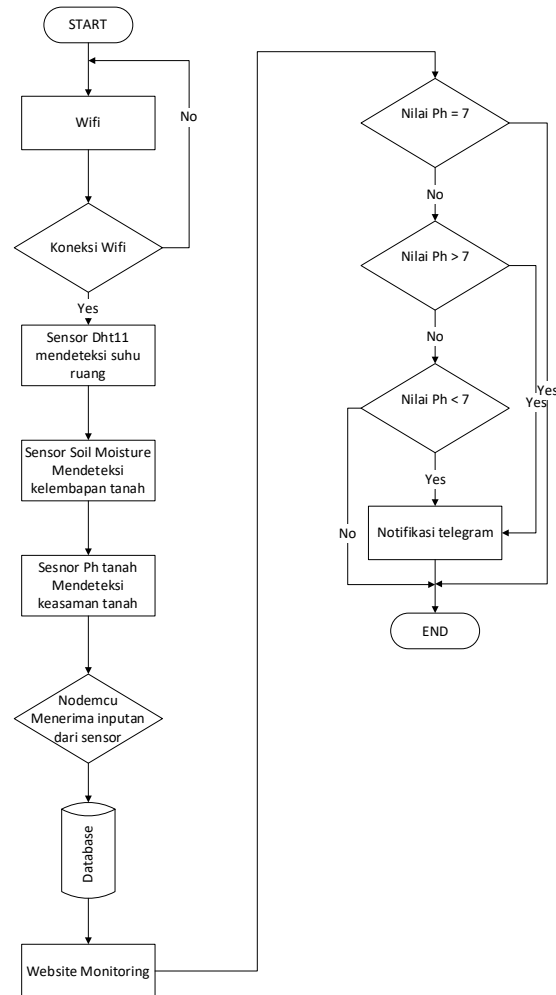 START
Wifi
No
Koneksi Wifi
Yes
Sensor Dht11
mendeteksi suhu
ruang
Sensor Soil Moisture
Mendeteksi
kelembapan tanah
Sesnor Ph tanah
Mendeteksi
keasaman tanah
Nodemcu
Menerima inputan
dari sensor
Database
Website Monitoring
Nilai Ph = 7
No
Nilai Ph > 7
No
Nilai Ph < 7
Yes
Yes
Yes
No
Notifikasi telegram
END